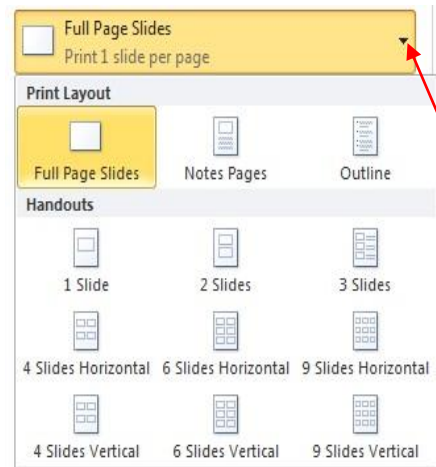 Full Page Slides
Print 1 slide per page
Print Layout
Full Page Slides Notes Pages Outline
Handouts
1 Slide 2 Slides 3 Slides
4 Slides Horizontal 6 Slides Horizontal 9 Slides Horizontal
4 Slides Vertical 6 Slides Vertical 9 Slides Vertical